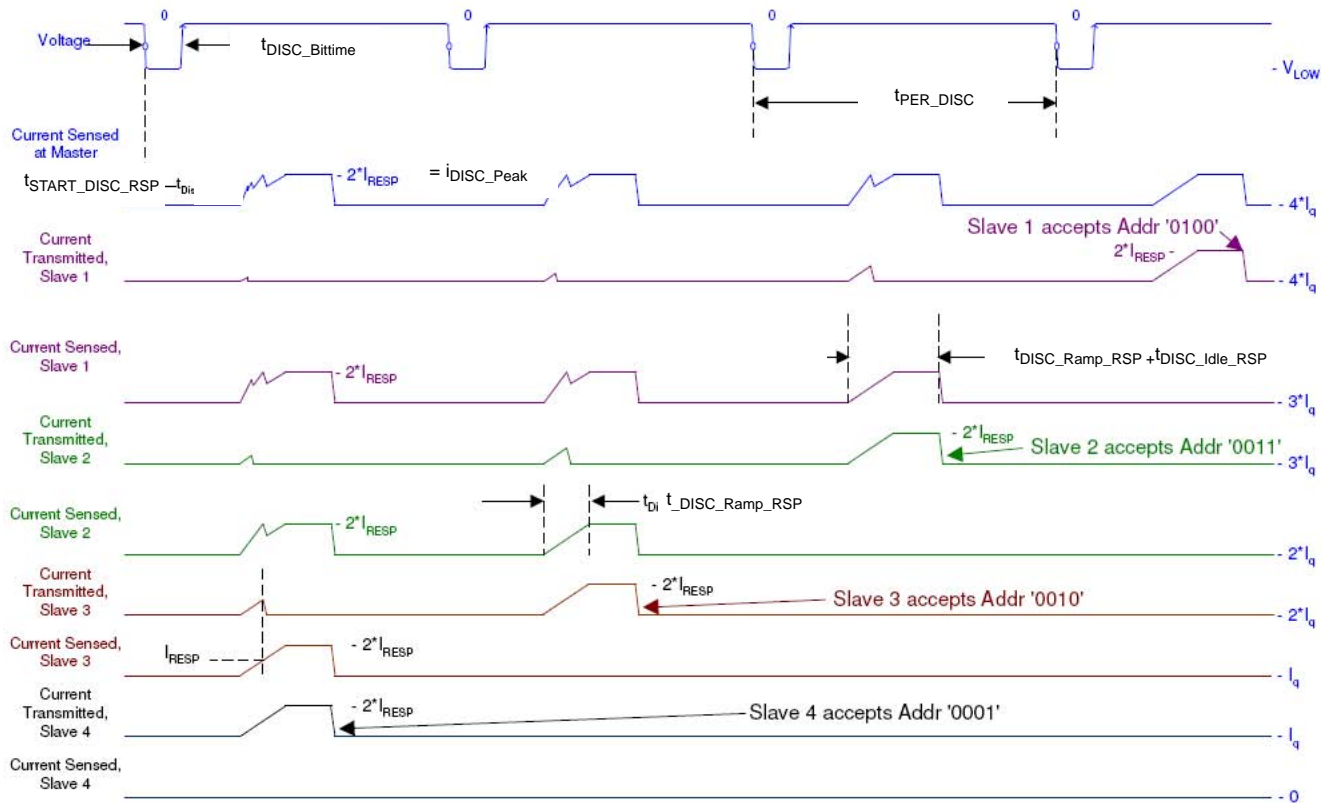 0 0 0 0
Voltage
tDISC_Bittime
- VLOW
tPER_DISC
Current Sensed
at Master
tSTART_DISC_RSP – tDis
- 2*IRESP = iDISC_Peak
- 4*Iq
Slave 1 accepts Addr '0100'
Current
Transmitted,
Slave 1
2*IRESP -
- 4*Iq
Current Sensed,
Slave 1
- 2*IRESP
tDISC_Ramp_RSP +tDISC_Idle_RSP
- 3*Iq
Current
Transmitted,
Slave 2
- 2*IRESP
Slave 2 accepts Addr '0011'
- 3*Iq
Current Sensed,
Slave 2
- 2*IRESP
tDi t_DISC_Ramp_RSP
- 2*Iq
Current
Transmitted,
Slave 3
- 2*IRESP
Slave 3 accepts Addr '0010'
- 2*Iq
Current Sensed,
Slave 3
IRESP
- 2*IRESP
- Iq
Current
Transmitted,
Slave 4
- 2*IRESP
Slave 4 accepts Addr '0001'
- Iq
Current Sensed,
Slave 4
- 0